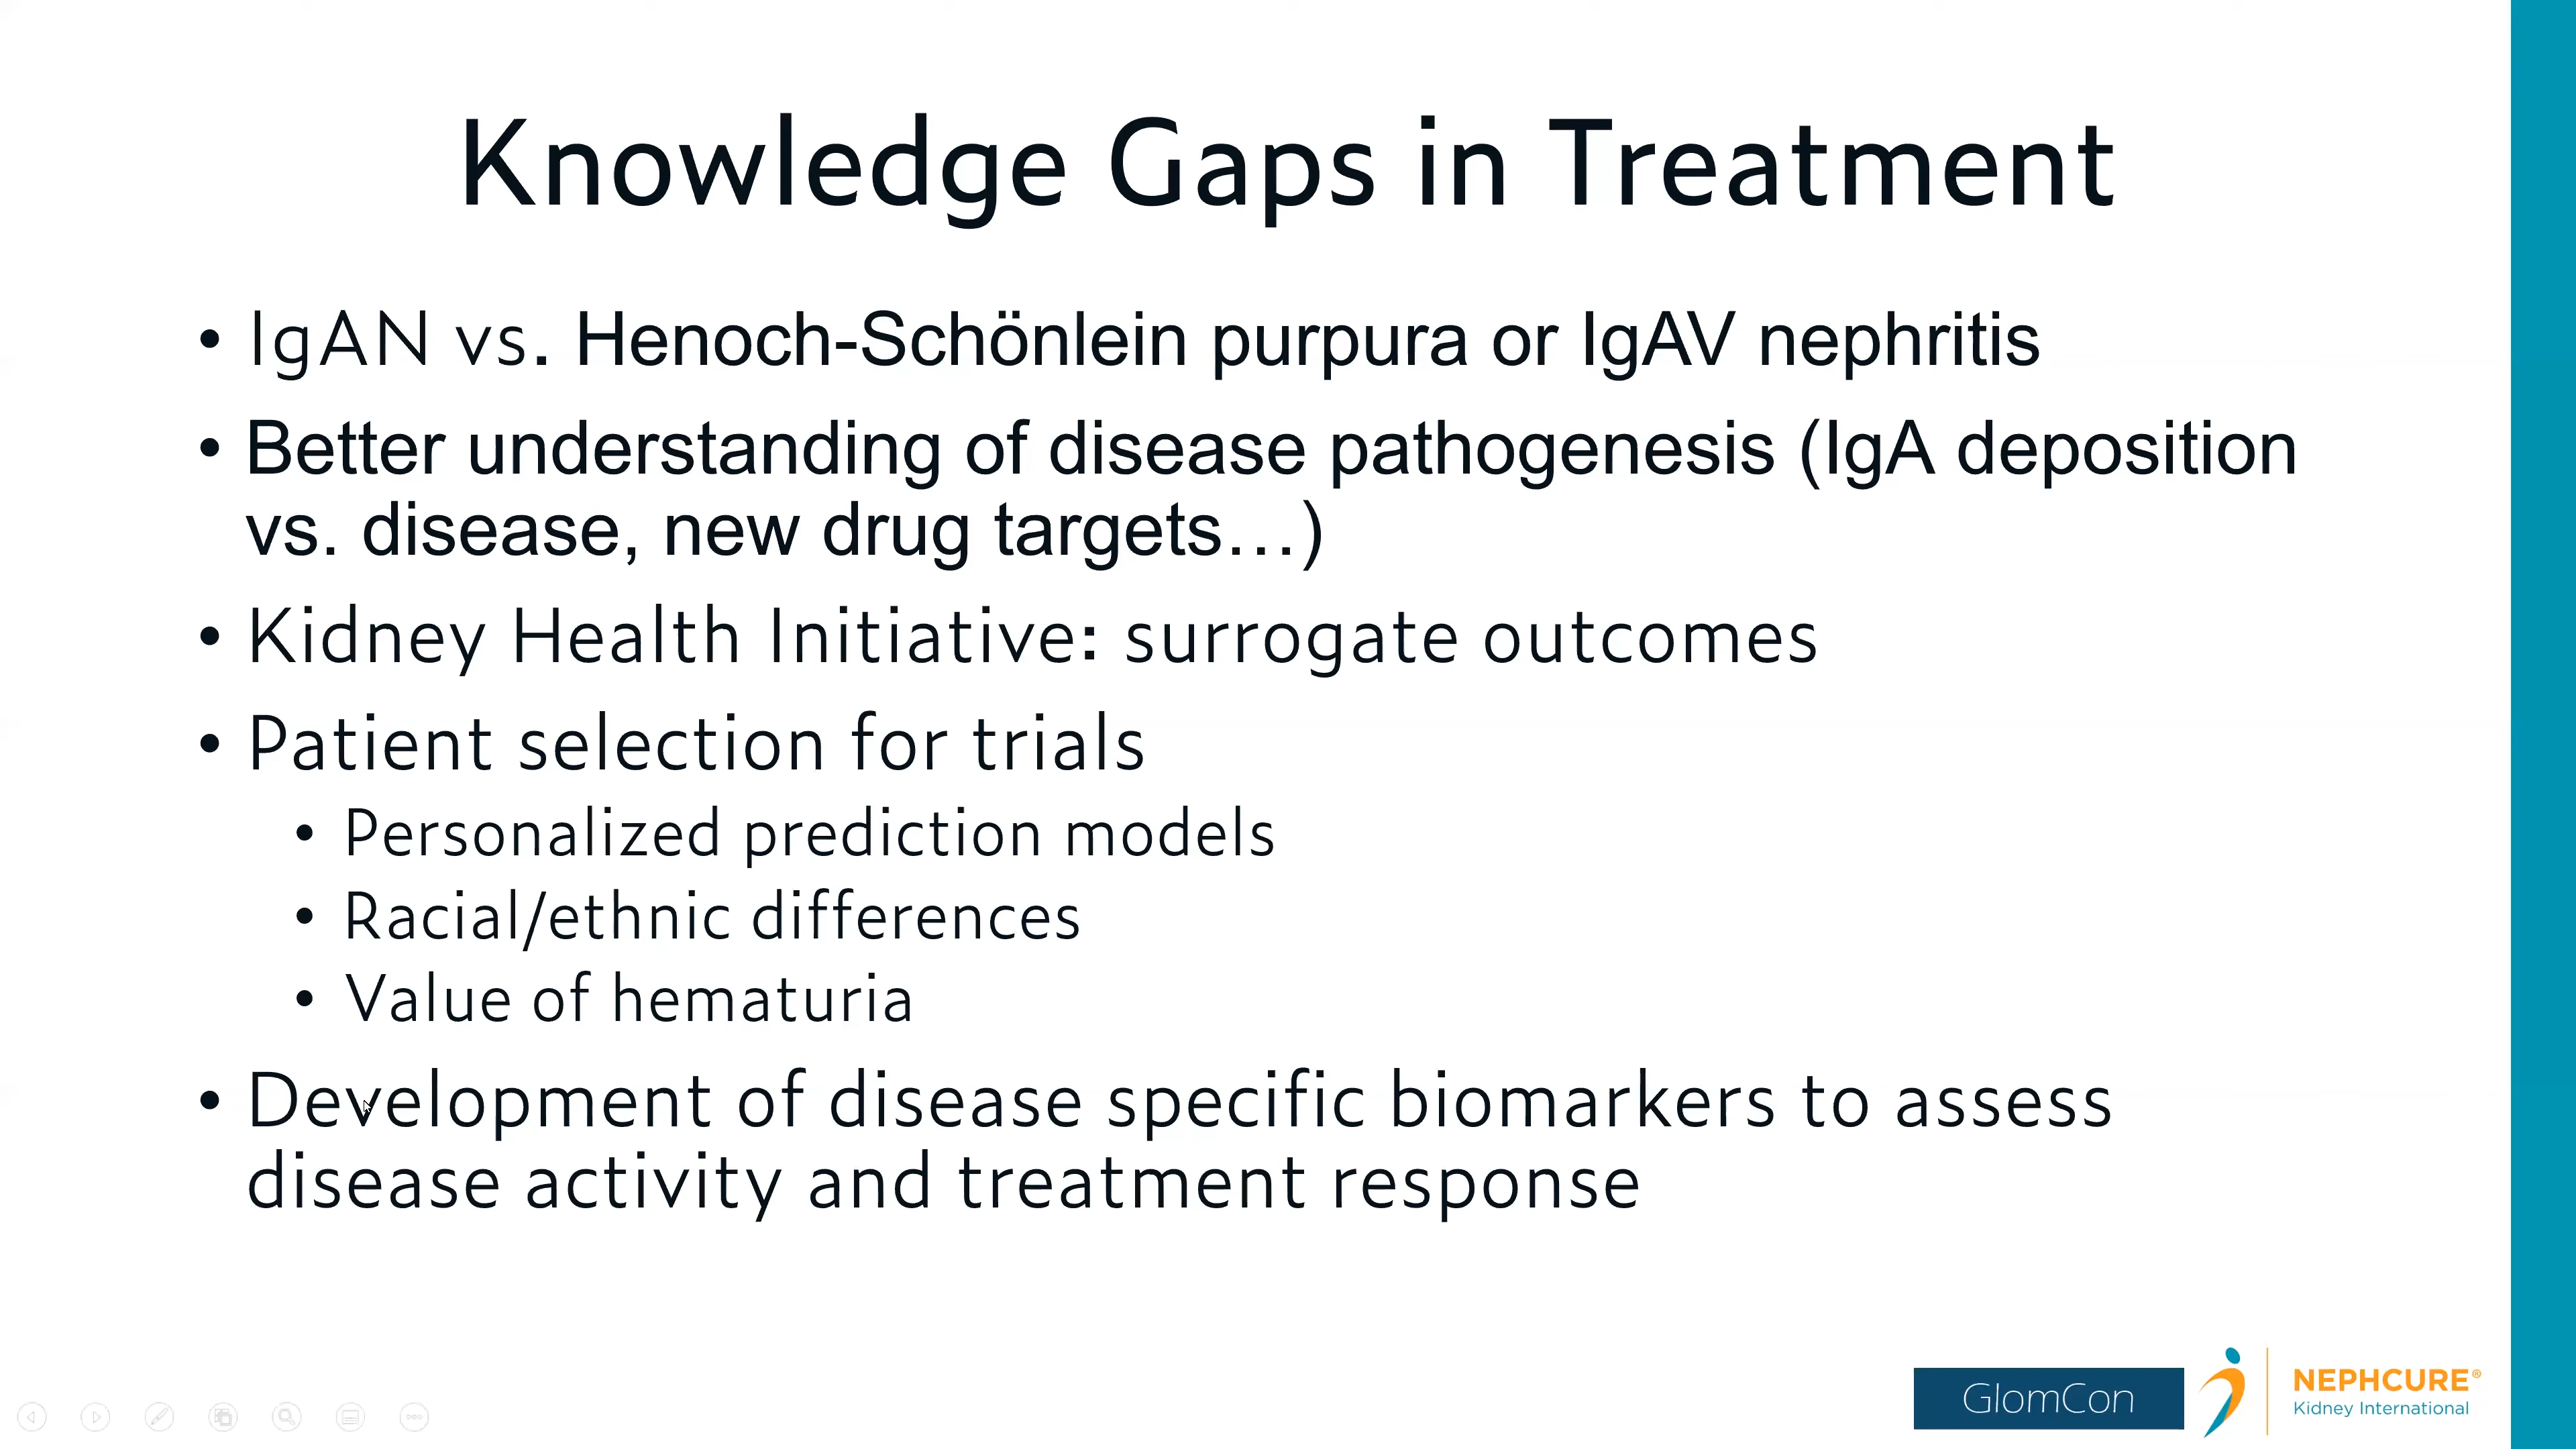 Knowledge Gaps in Treatment
• IgAN vs. Henoch-Schönlein purpura or IgAV nephritis
• Better understanding of disease pathogenesis (IgA deposition
vs. disease, new drug targets…)
• Kidney Health Initiative: surrogate outcomes
• Patient selection for trials
• Personalized prediction models
• Racial/ethnic differences
• Value of hematuria
• Development of disease specific biomarkers to assess
disease activity and treatment response
GlomCon
NEPHCURE®
Kidney International